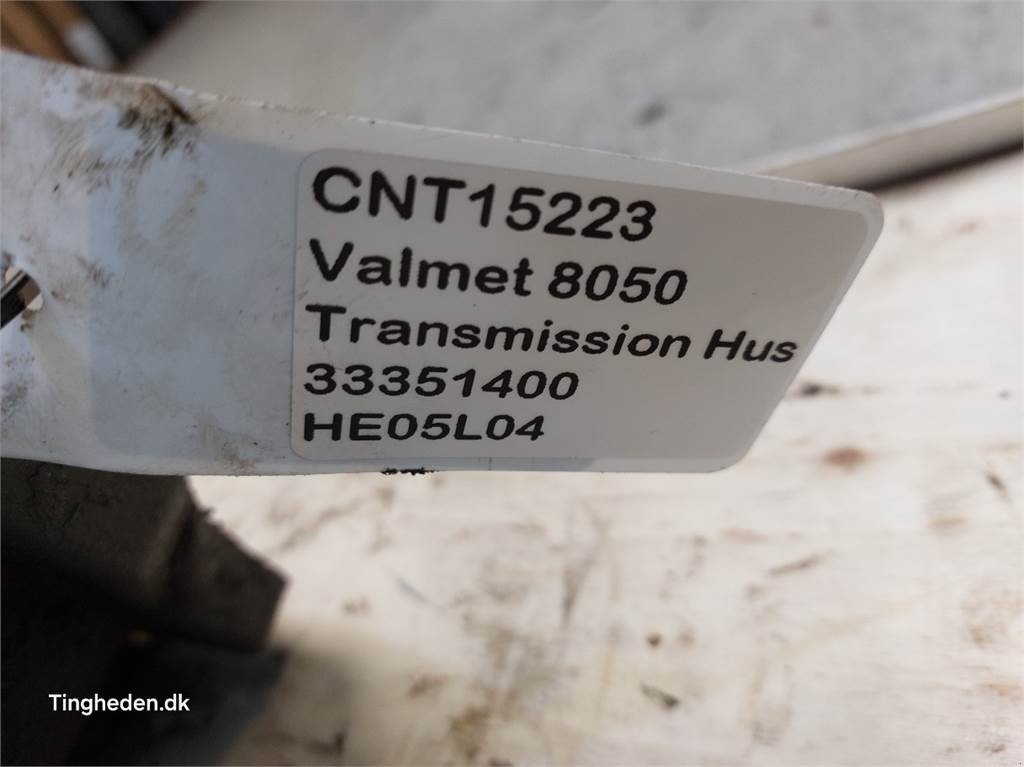 CNT15223
Valmet 8050
Transmission Hus
33351400
HE05L04
Tingheden.dk